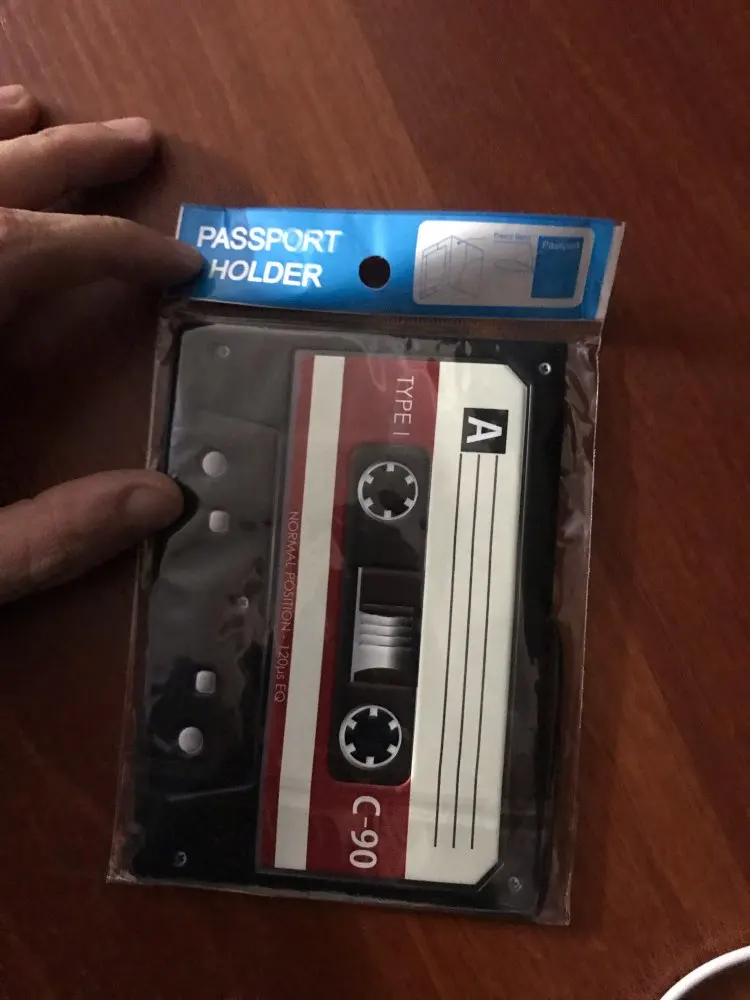 PASSPORT
HOLDER
Passport
A
TYPE I
NORMAL POSITION - 120µs EQ
C-90